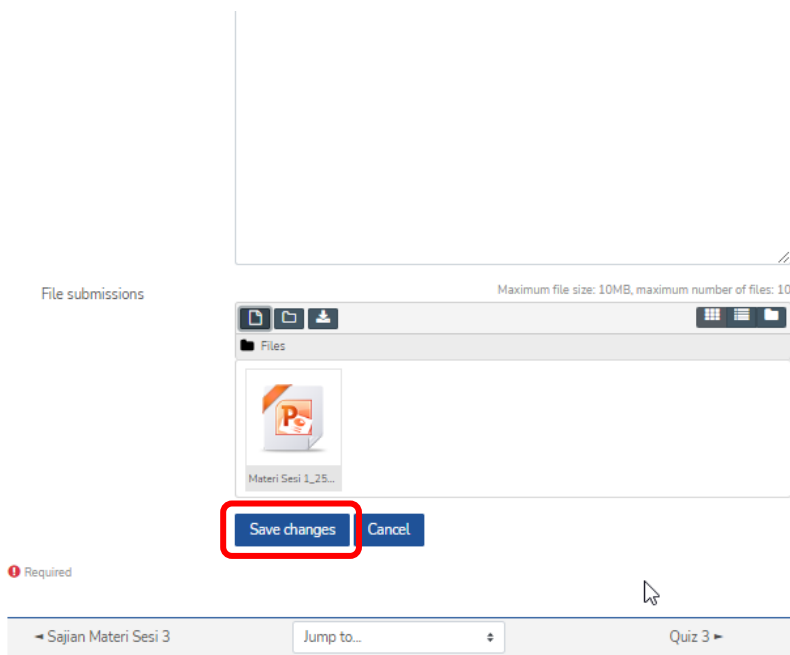 File submissions
Maximum file size: 10MB, maximum number of files: 10
Files
P
Materi Sesi 1_25...
Save changes
Cancel
Required
◄ Sajian Materi Sesi 3
Jump to...
Quiz 3 ►